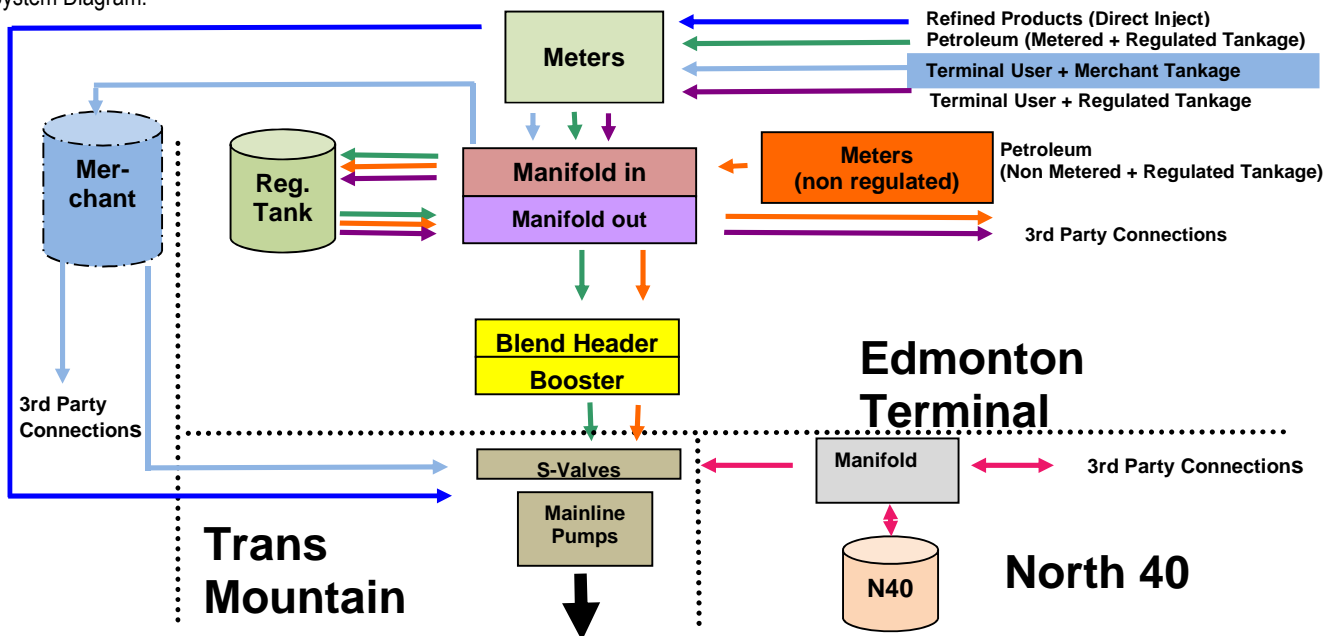 ystem Diagram:
Refined Products (Direct Inject)
Petroleum (Metered + Regulated Tankage)
Terminal User + Merchant Tankage
Terminal User + Regulated Tankage
Meters
Mer-
chant
Reg.
Tank
Manifold in
Manifold out
Meters
(non regulated)
Petroleum
(Non Metered + Regulated Tankage)
3rd Party Connections
Blend Header
Booster
Edmonton
Terminal
3rd Party
Connections
S-Valves
Mainline
Pumps
Manifold
3rd Party Connections
Trans
Mountain
N40
North 40